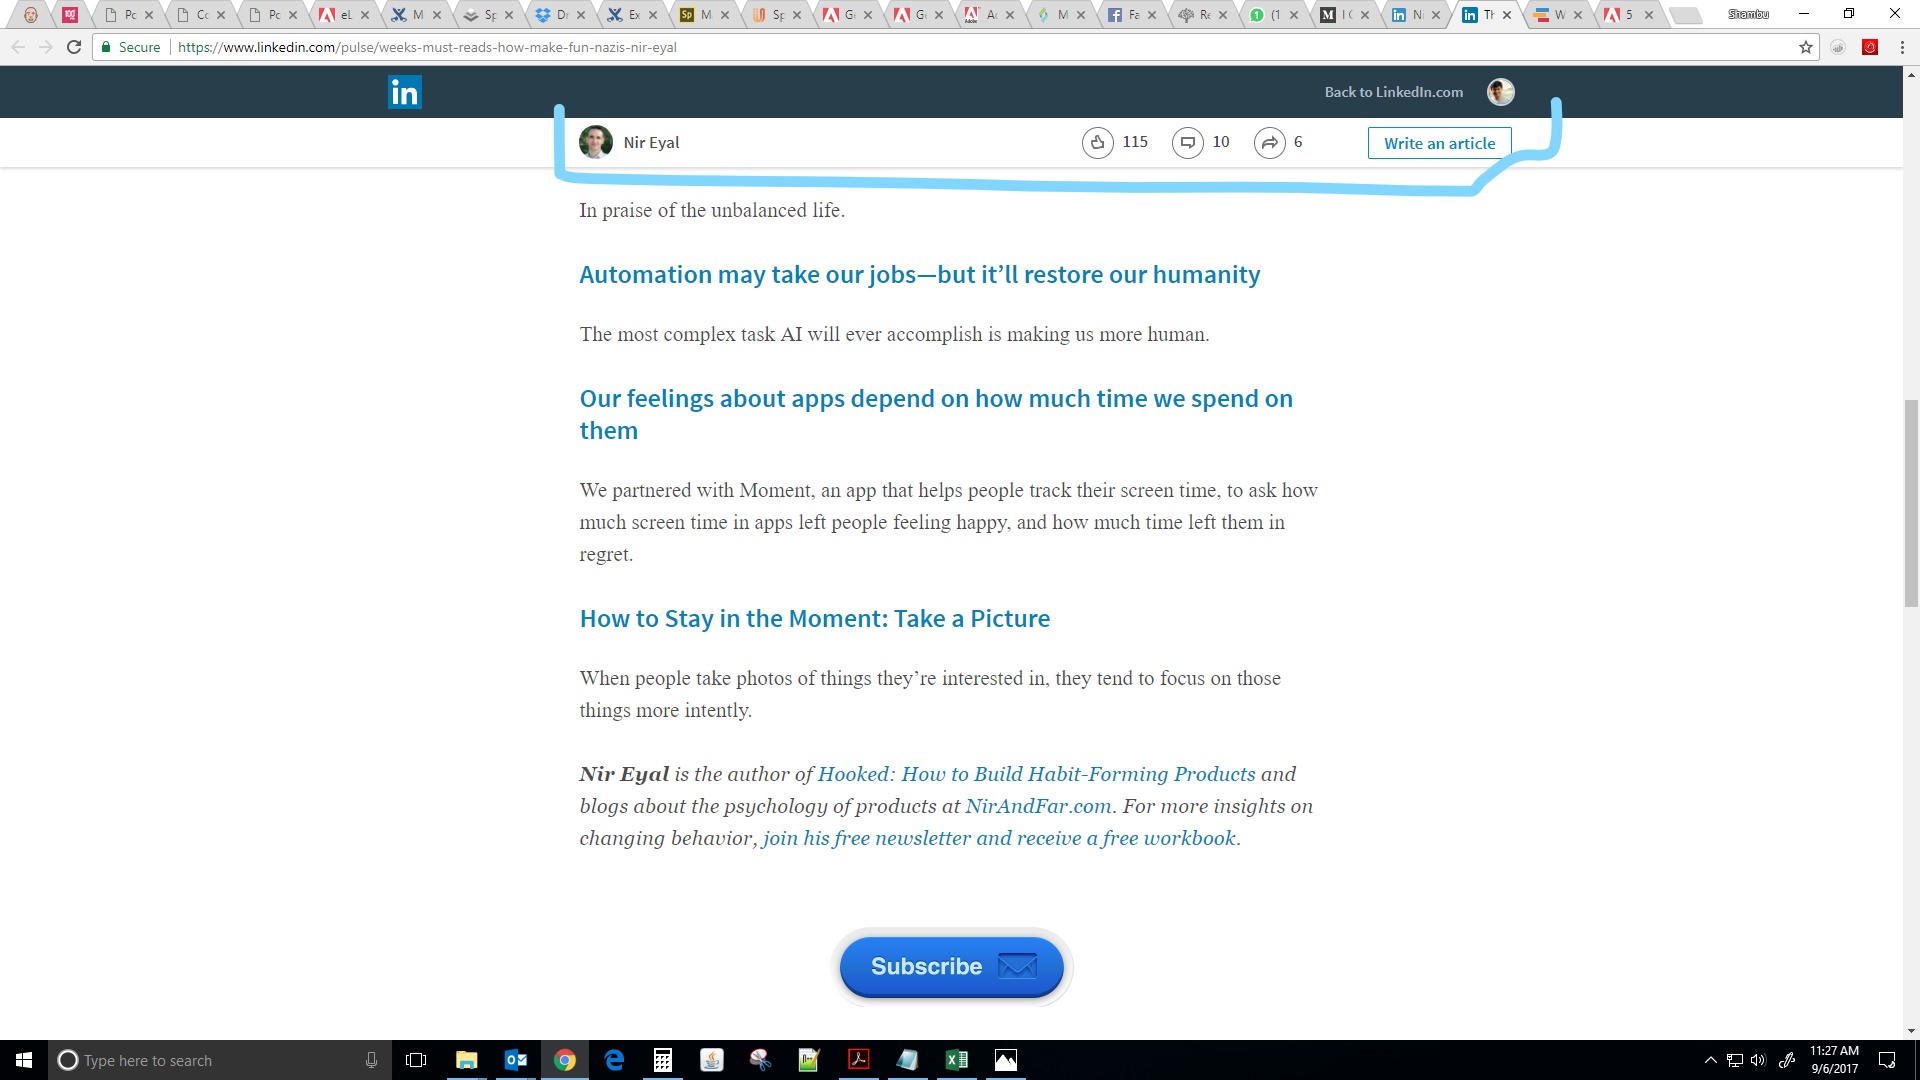 Pc
Cc
Pc
eL
M
Sp
Dr
Ex
Sp M
Sp
Ge
Ge
Ac
M
Fa
Re
(1
M I C
in Ni
in Th
W
5
Shambu
Secure https://www.linkedin.com/pulse/weeks-must-reads-how-make-fun-nazis-nir-eyal
in Back to LinkedIn.com
Nir Eyal 115 10 6 Write an article
In praise of the unbalanced life.
Automation may take our jobs—but it’ll restore our humanity
The most complex task AI will ever accomplish is making us more human.
Our feelings about apps depend on how much time we spend on
them
We partnered with Moment, an app that helps people track their screen time, to ask how
much screen time in apps left people feeling happy, and how much time left them in
regret.
How to Stay in the Moment: Take a Picture
When people take photos of things they’re interested in, they tend to focus on those
things more intently.
Nir Eyal is the author of Hooked: How to Build Habit-Forming Products and
blogs about the psychology of products at NirAndFar.com. For more insights on
changing behavior, join his free newsletter and receive a free workbook.
Subscribe
Type here to search
11:27 AM
9/6/2017